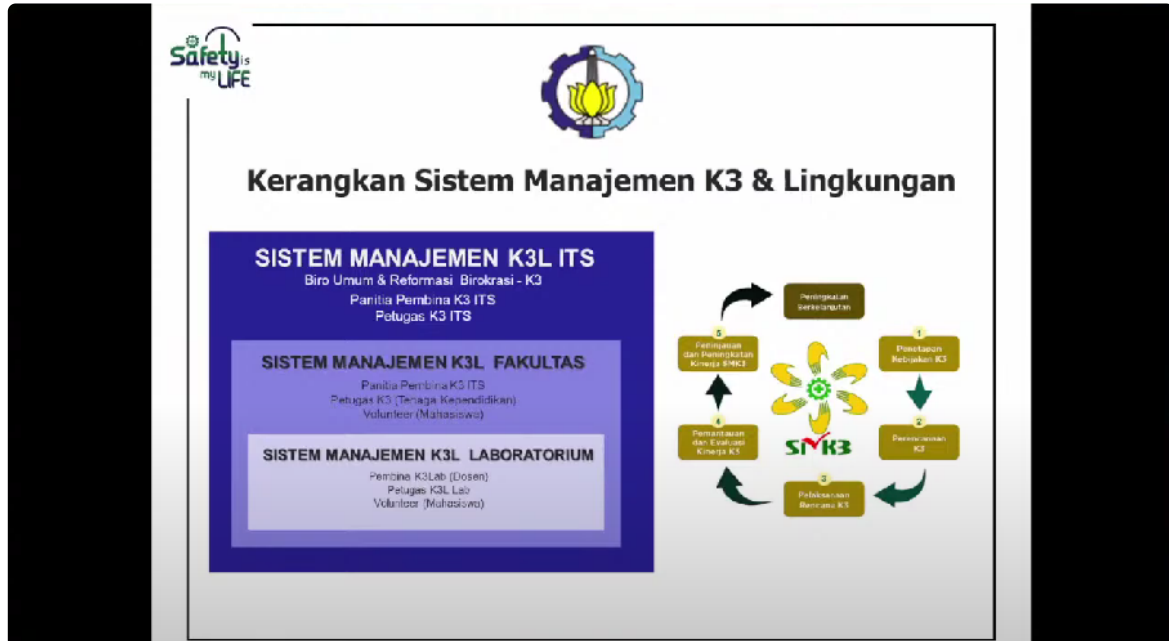 Safety is
my LIFE
Kerangkan Sistem Manajemen K3 & Lingkungan
SISTEM MANAJEMEN K3L ITS
Biro Umum & Reformasi Birokrasi - K3
Panitia Pembina K3 ITS
Petugas K3 ITS
SISTEM MANAJEMEN K3L FAKULTAS
Panitia Pembina K3 ITS
Petugas K3 (Tenaga Kependidikan)
Volunteer (Mahasiswa)
SISTEM MANAJEMEN K3L LABORATORIUM
Pembina K3Lab (Dosen)
Petugas K3L Lab
Volunteer (Mahasiswa)
Peningkatan
Berkelanjutan
1
Penetapan
Kebijakan K3
2
Perencanaan
K3
3
Pelaksanaan
Rencana K3
4
Pemantauan
dan Evaluasi
Kinerja K3
5
Peninjauan
dan Peningkatan
Kinerja SMK3
SMK3